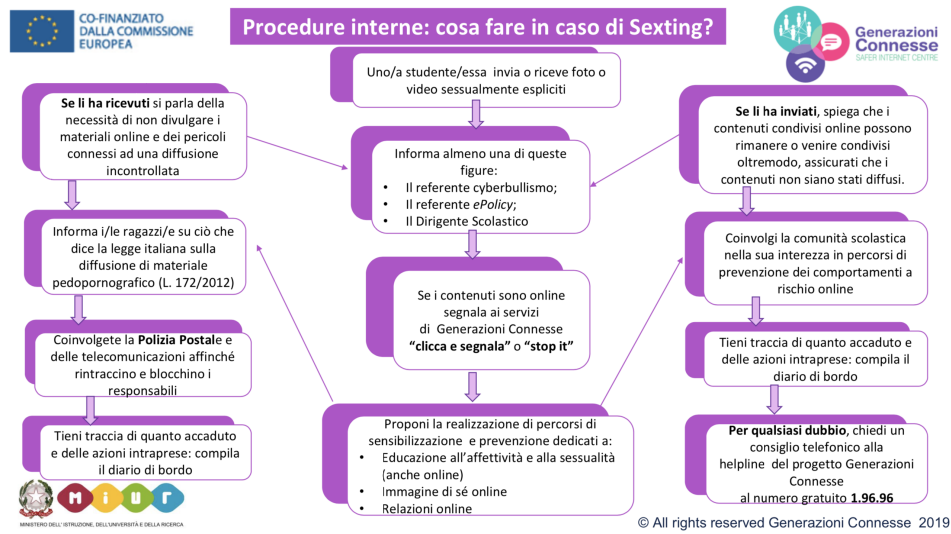 CO-FINANZIATO
DALLA COMMISSIONE
EUROPEA
Procedure interne: cosa fare in caso di Sexting?
Generazioni
Connesse
SAFER INTERNET CENTRE
Uno/a studente/essa invia o riceve foto o
video sessualmente espliciti
Se li ha ricevuti si parla della
necessità di non divulgare i
materiali online e dei pericoli
connessi ad una diffusione
incontrollata
Informa i/le ragazzi/e su ciò che
dice la legge italiana sulla
diffusione di materiale
pedopornografico (L. 172/2012)
Coinvolgete la Polizia Postale e
delle telecomunicazioni affinché
rintraccino e blocchino i
responsabili
Tieni traccia di quanto accaduto
e delle azioni intraprese: compila
il diario di bordo
Informa almeno una di queste
figure:
• Il referente cyberbullismo;
• Il referente ePolicy;
• Il Dirigente Scolastico
Se i contenuti sono online
segnala ai servizi
di Generazioni Connesse
“clicca e segnala” o “stop it”
Proponi la realizzazione di percorsi di
sensibilizzazione e prevenzione dedicati a:
• Educazione all’affettività e alla sessualità
(anche online)
• Immagine di sé online
• Relazioni online
Se li ha inviati, spiega che i
contenuti condivisi online possono
rimanere o venire condivisi
oltremodo, assicurati che i
contenuti non siano stati diffusi.
Coinvolgi la comunità scolastica
nella sua interezza in percorsi di
prevenzione dei comportamenti a
rischio online
Tieni traccia di quanto accaduto e
delle azioni intraprese: compila il
diario di bordo
Per qualsiasi dubbio, chiedi un
consiglio telefonico alla
helpline del progetto Generazioni
Connesse
al numero gratuito 1.96.96
miur
MINISTERO DELL' ISTRUZIONE, DELL'UNIVERSITÀ E DELLA RICERCA
© All rights reserved Generazioni Connesse 2019